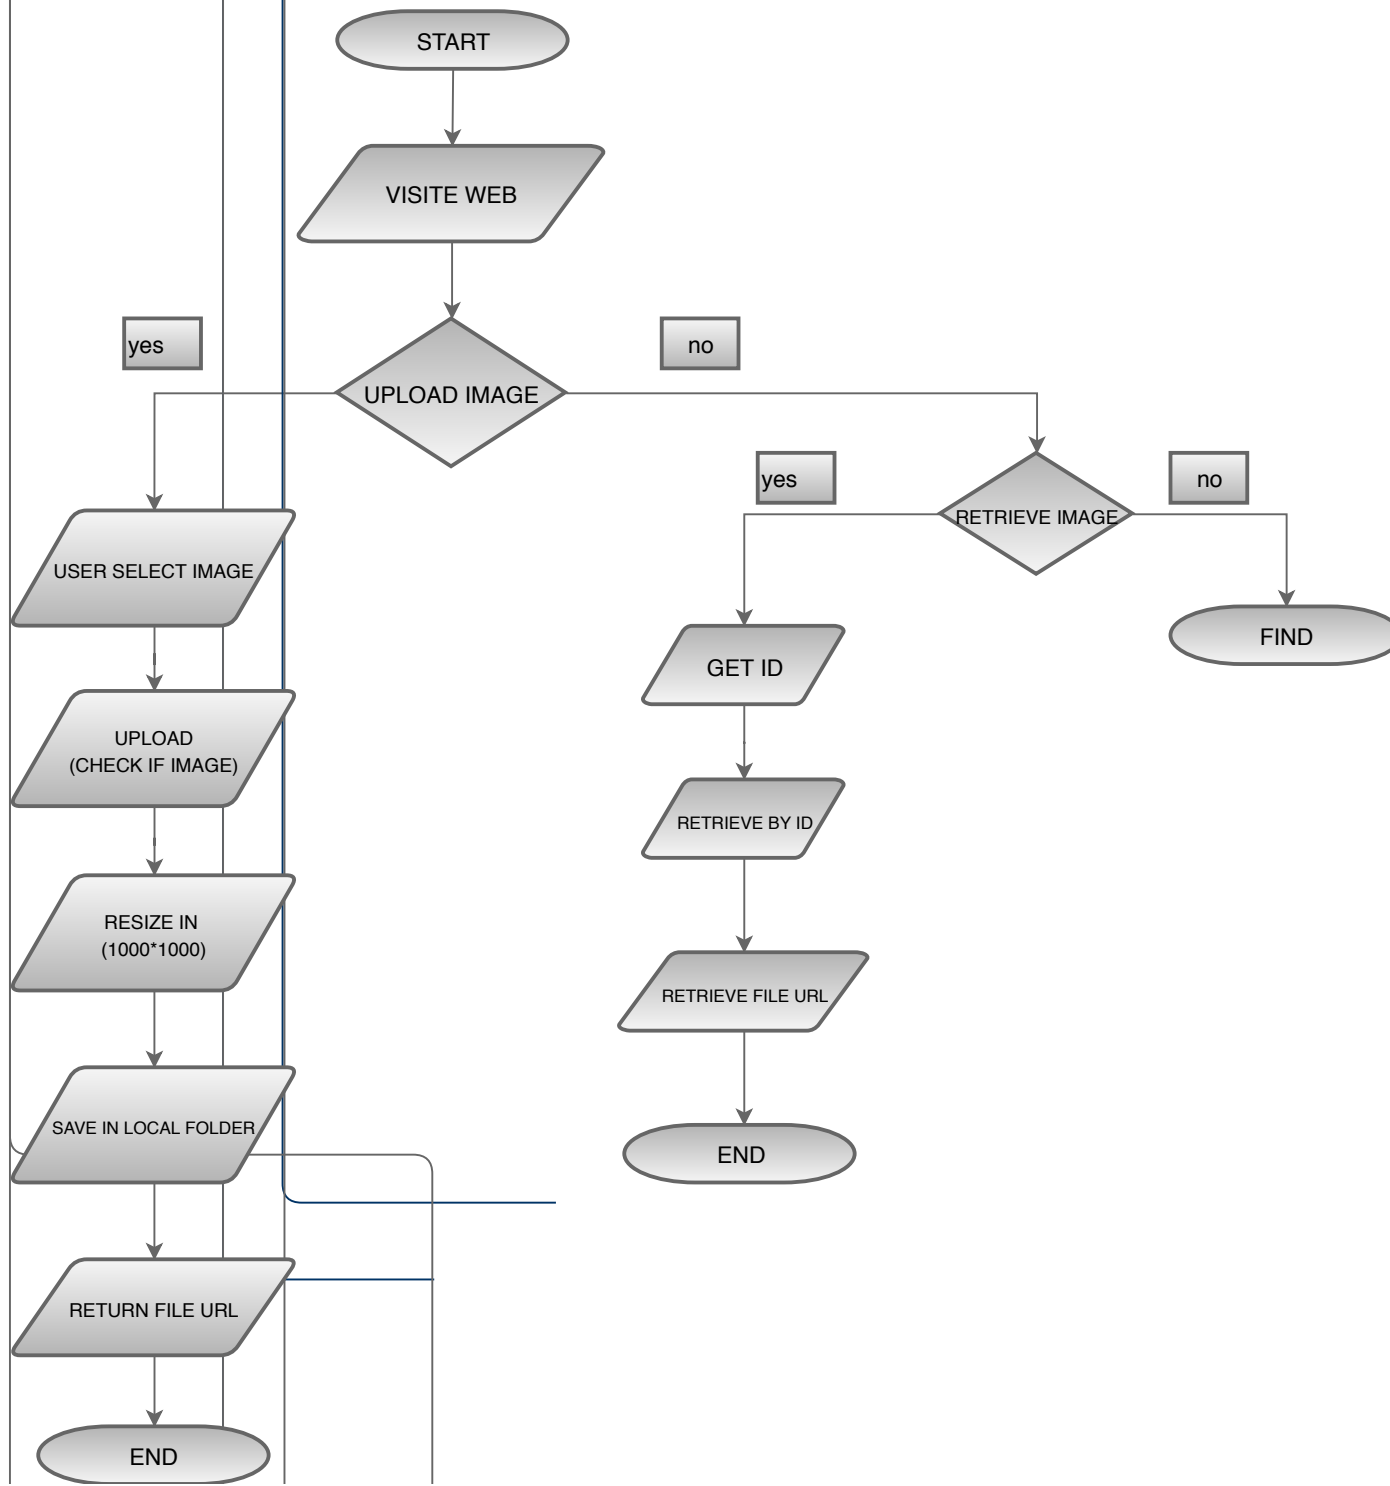 START
VISITE WEB
yes
no
UPLOAD IMAGE
yes
no
RETRIEVE IMAGE
USER SELECT IMAGE
FIND
GET ID
UPLOAD
(CHECK IF IMAGE)
RETRIEVE BY ID
RESIZE IN
(1000*1000)
RETRIEVE FILE URL
SAVE IN LOCAL FOLDER
END
RETURN FILE URL
END